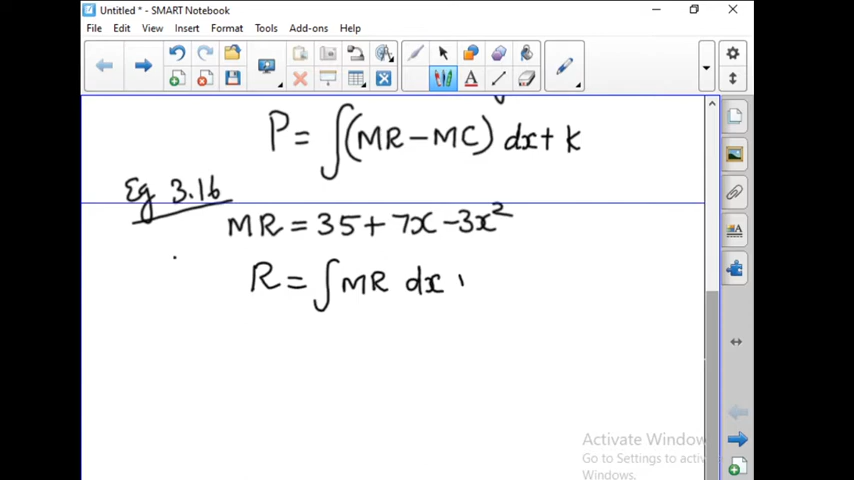 Untitled * - SMART Notebook
File Edit View Insert Format Tools Add-ons Help
P = ∫(MR - MC) dx + k
Eg 3.16
MR = 35 + 7x - 3x²
R = ∫MR dx
Activate Window
Go to Settings to activ
Windows.